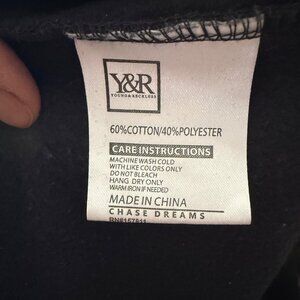 Y&R
YOUNG & RECKLESS
60%COTTON/40%POLYESTER
CARE INSTRUCTIONS
MACHINE WASH COLD
WITH LIKE COLORS ONLY
DO NOT BLEACH
HANG DRY ONLY
WARM IRON IF NEEDED
MADE IN CHINA
CHASE DREAMS